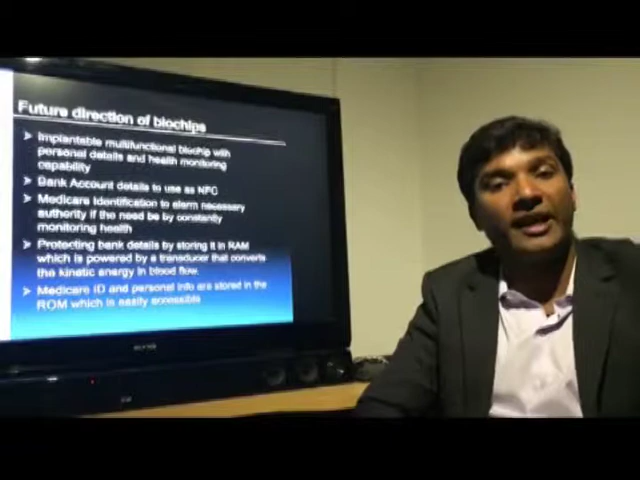 Future direction of biochips
Implantable multifunctional biochip with
personal details and health monitoring
capability
Bank Account details to use as NFC
Medicare Identification to alarm necessary
authority if the need be by constantly
monitoring health
Protecting bank details by storing it in RAM
which is powered by a transducer that converts
the kinetic energy in blood flow.
Medicare ID and personal info are stored in the
ROM which is easily accessible